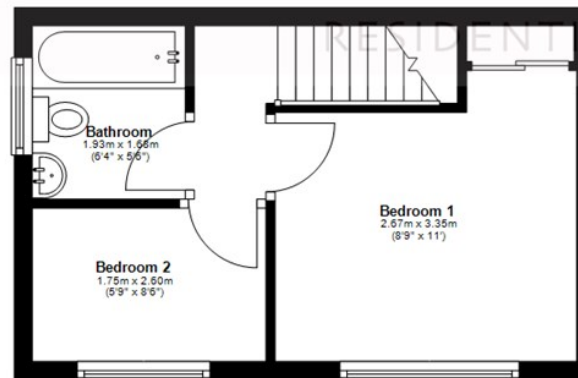 RESIDENT
Bathroom
1.93m x 1.68m
(6'4" x 5'6")
Bedroom 1
2.67m x 3.35m
(8'9" x 11')
Bedroom 2
1.75m x 2.60m
(5'9" x 8'6")